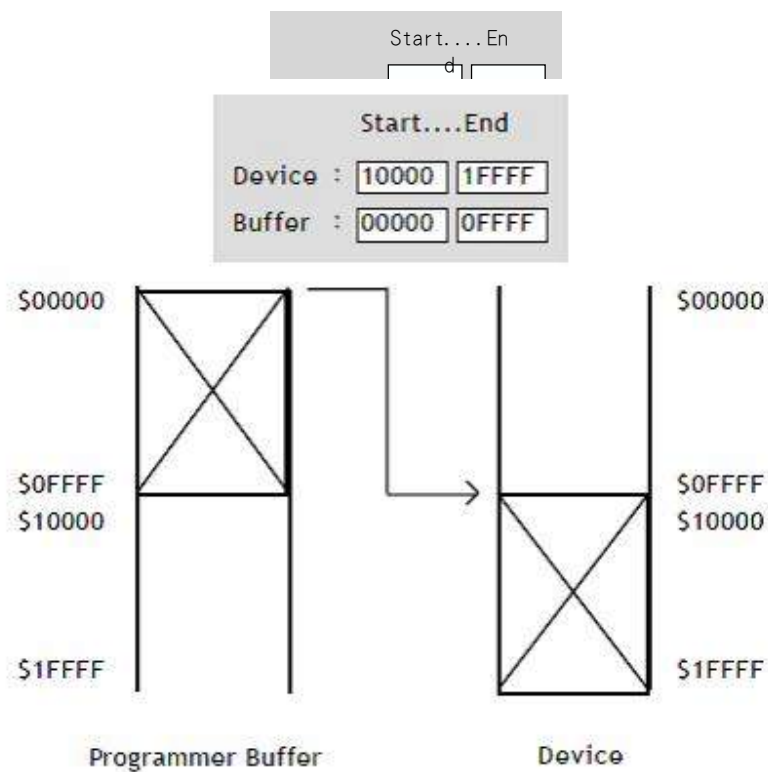 Start....En
d
Start....End
Device : 10000 1FFFF
Buffer : 00000 0FFFF
$00000 $00000
$0FFFF $0FFFF
$10000 $10000
$1FFFF $1FFFF
Programmer Buffer Device